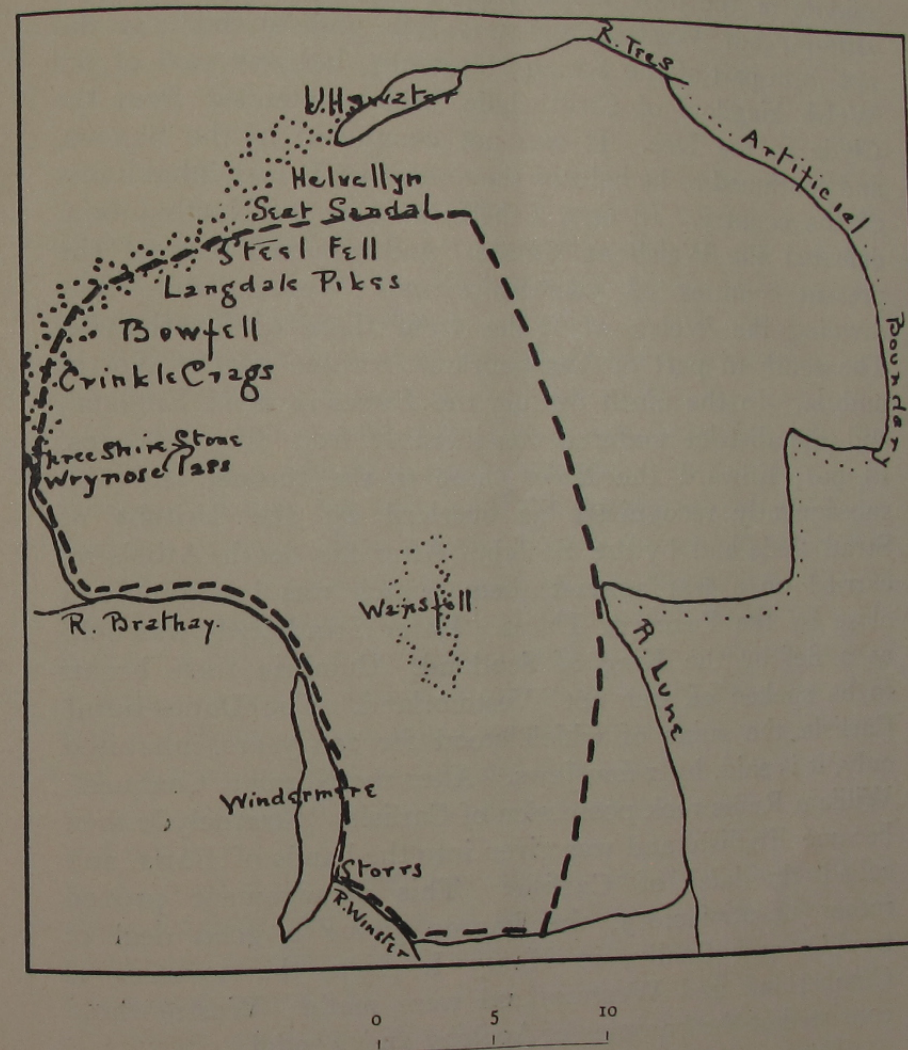 R. Tees
Ullswater
Artificial
Helvallyn
Seat Sandal
Steel Fell
Langdale Pikes
Boundary
Bowfell
Crinkle Crags
Three Shire Stone
Wrynose Pass
Wansfell
R. Brathay.
R. Lune
Windermere
Storrs
R. Winster
0 5 10